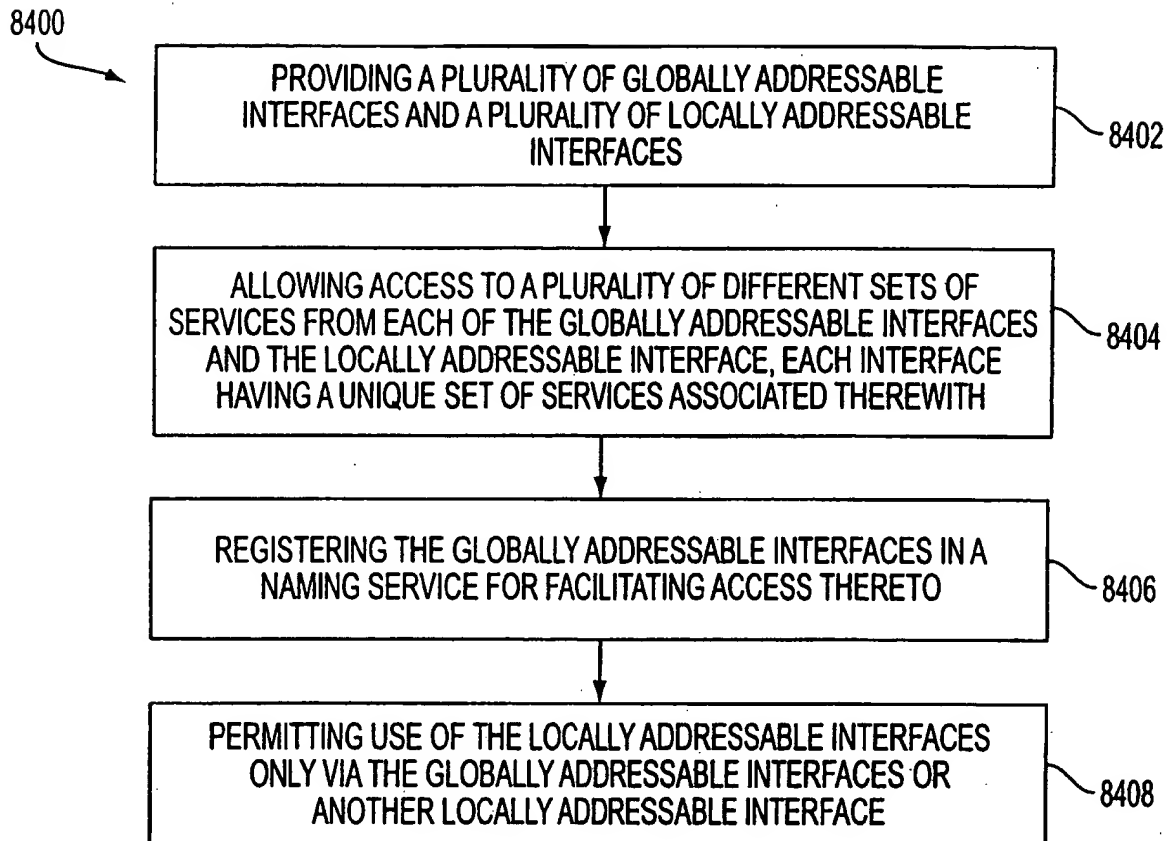 8400
PROVIDING A PLURALITY OF GLOBALLY ADDRESSABLE
INTERFACES AND A PLURALITY OF LOCALLY ADDRESSABLE
INTERFACES
8402
ALLOWING ACCESS TO A PLURALITY OF DIFFERENT SETS OF
SERVICES FROM EACH OF THE GLOBALLY ADDRESSABLE INTERFACES
AND THE LOCALLY ADDRESSABLE INTERFACE, EACH INTERFACE
HAVING A UNIQUE SET OF SERVICES ASSOCIATED THEREWITH
8404
REGISTERING THE GLOBALLY ADDRESSABLE INTERFACES IN A
NAMING SERVICE FOR FACILITATING ACCESS THERETO
8406
PERMITTING USE OF THE LOCALLY ADDRESSABLE INTERFACES
ONLY VIA THE GLOBALLY ADDRESSABLE INTERFACES OR
ANOTHER LOCALLY ADDRESSABLE INTERFACE
8408